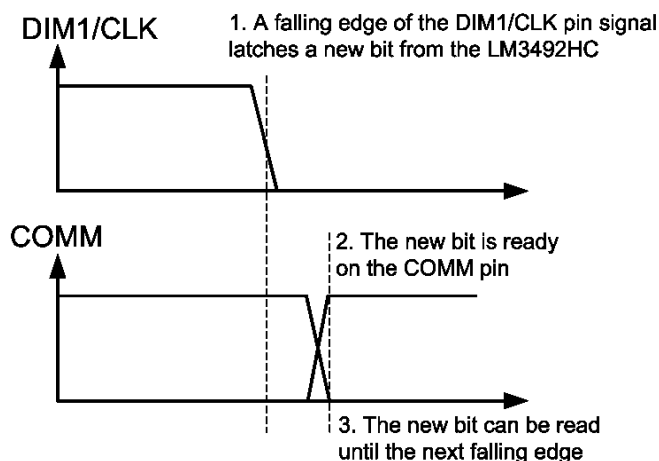 DIM1/CLK
1. A falling edge of the DIM1/CLK pin signal
latches a new bit from the LM3492HC
COMM
2. The new bit is ready
on the COMM pin
3. The new bit can be read
until the next falling edge